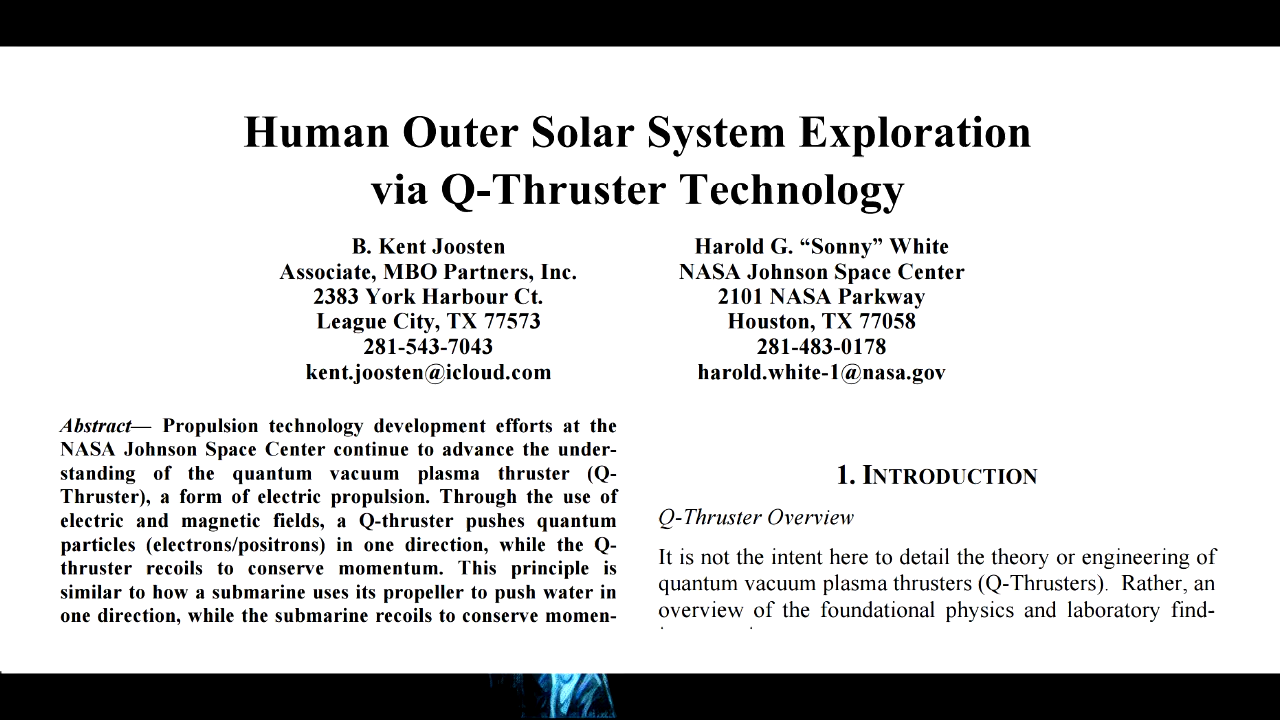 Human Outer Solar System Exploration
via Q-Thruster Technology
B. Kent Joosten
Associate, MBO Partners, Inc.
2383 York Harbour Ct.
League City, TX 77573
281-543-7043
kent.joosten@icloud.com
Harold G. “Sonny” White
NASA Johnson Space Center
2101 NASA Parkway
Houston, TX 77058
281-483-0178
harold.white-1@nasa.gov
Abstract— Propulsion technology development efforts at the
NASA Johnson Space Center continue to advance the under-
standing of the quantum vacuum plasma thruster (Q-
Thruster), a form of electric propulsion. Through the use of
electric and magnetic fields, a Q-thruster pushes quantum
particles (electrons/positrons) in one direction, while the Q-
thruster recoils to conserve momentum. This principle is
similar to how a submarine uses its propeller to push water in
one direction, while the submarine recoils to conserve momen-
1. INTRODUCTION
Q-Thruster Overview
It is not the intent here to detail the theory or engineering of
quantum vacuum plasma thrusters (Q-Thrusters). Rather, an
overview of the foundational physics and laboratory find-